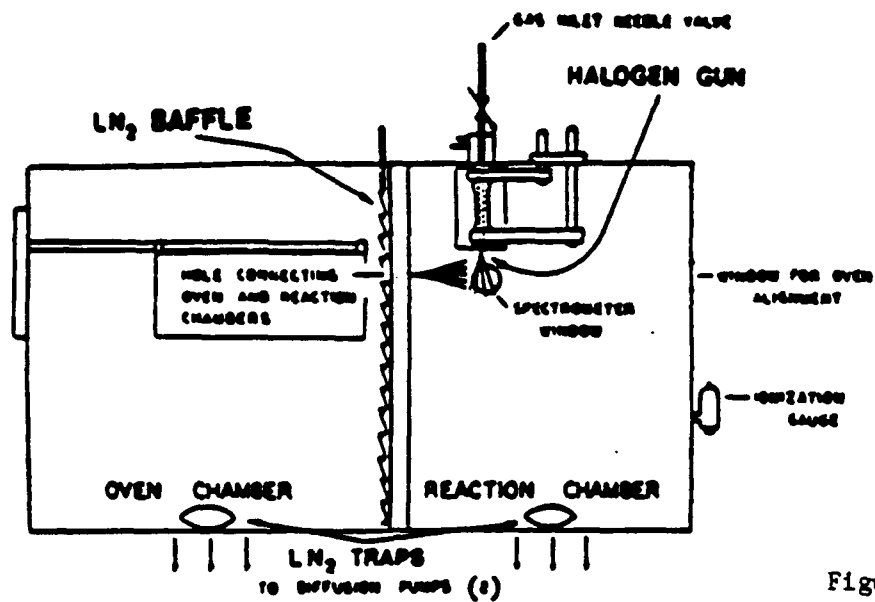 GAS INLET NEEDLE VALVE
HALOGEN GUN
LN₂ BAFFLE
HOLE CONNECTING
OVEN AND REACTION
CHAMBERS
SPECTROMETER
WINDOW
WINDOW FOR OVEN
ALIGNMENT
IONIZATION
GAUGE
OVEN CHAMBER
REACTION CHAMBER
LN₂ TRAPS
TO DIFFUSION PUMPS (2)
Figu